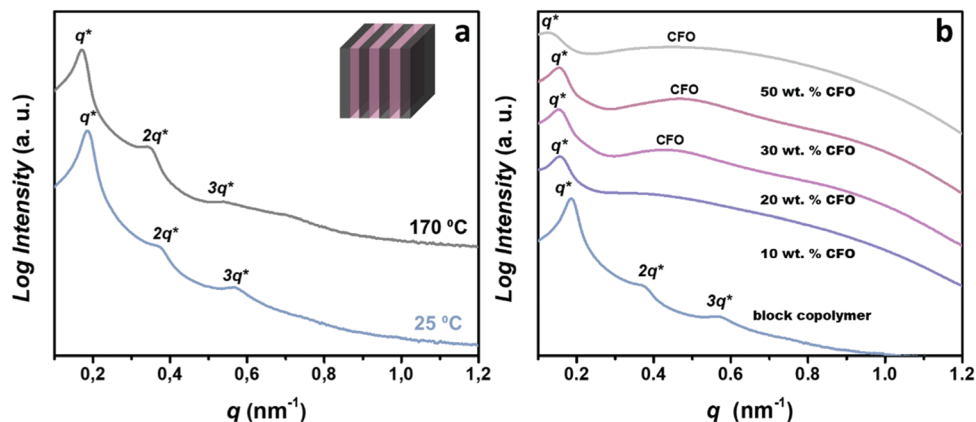 a
q*
q*
2q*
3q*
170 ºC
2q*
3q*
25 ºC
Log Intensity (a. u.)
0,2 0,4 0,6 0,8 1,0 1,2
q (nm⁻¹)
b
q*
CFO
50 wt. % CFO
q*
CFO
30 wt. % CFO
q*
CFO
20 wt. % CFO
q*
10 wt. % CFO
q*
2q*
3q*
block copolymer
Log Intensity (a. u.)
0.2 0.4 0.6 0.8 1.0 1.2
q (nm⁻¹)